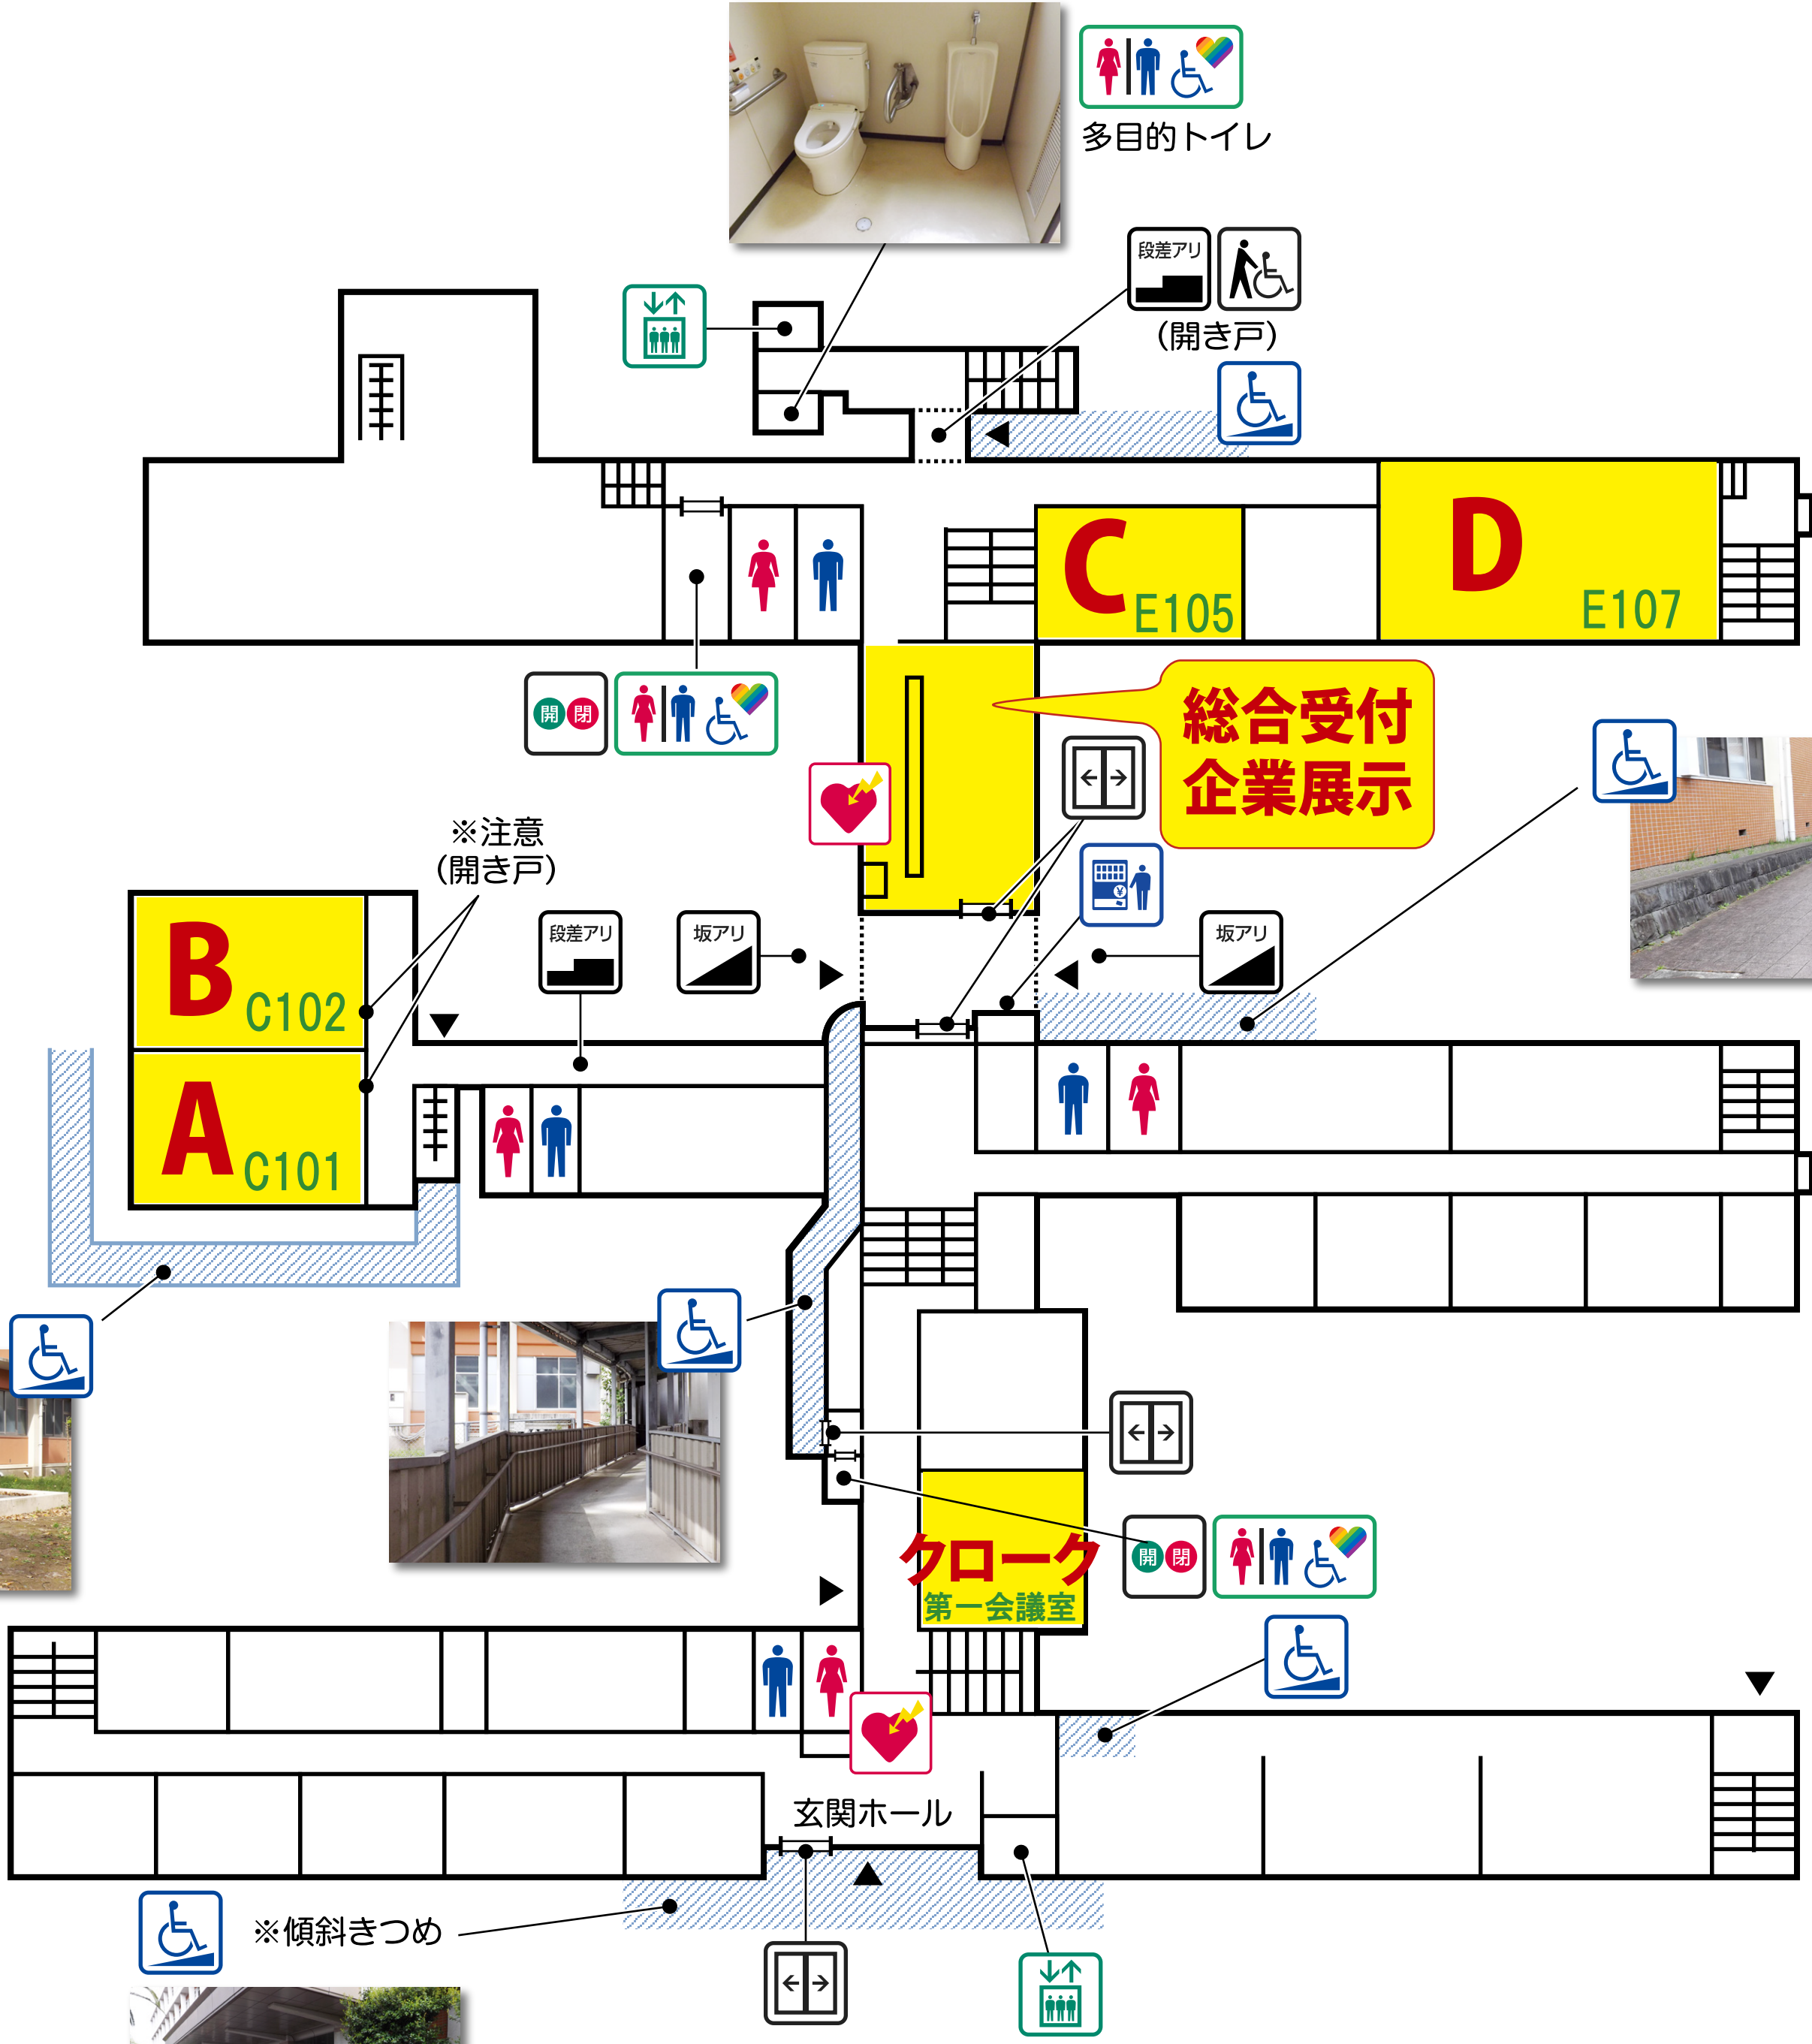 多目的トイレ
段差アリ
(開き戸)
C
E105
D
E107
開 閉
総合受付
企業展示
※注意
(開き戸)
B
C102
段差アリ
坂アリ
¥
坂アリ
A
C101
クローク
第一会議室
開 閉
玄関ホール
※傾斜きつめ